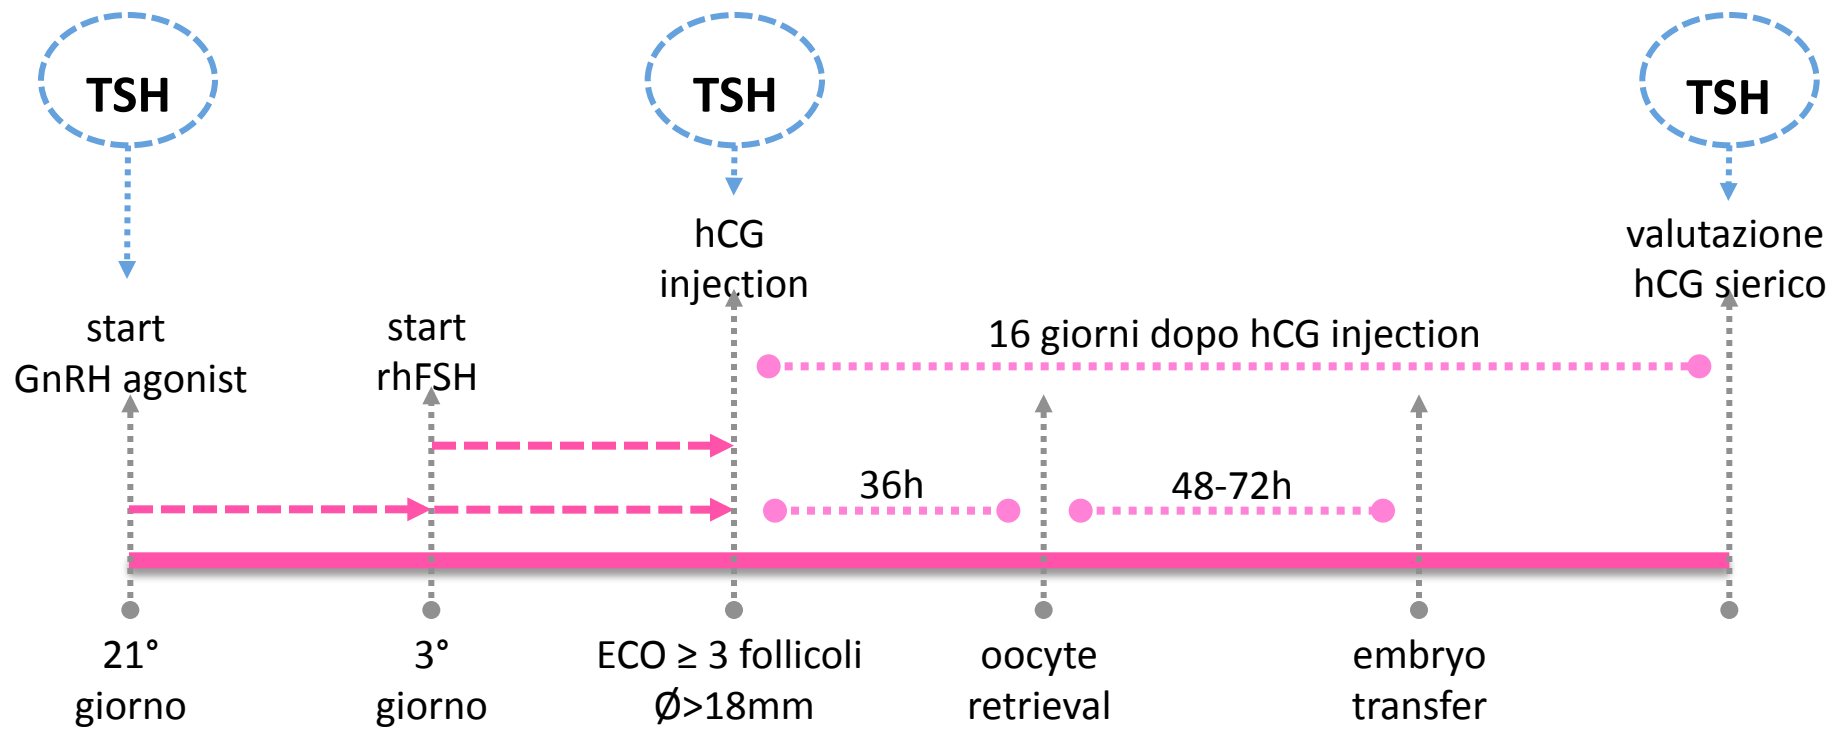 TSH
TSH
TSH
hCG
injection
valutazione
hCG sierico
start
GnRH agonist
start
rhFSH
16 giorni dopo hCG injection
36h
48-72h
21°
giorno
3°
giorno
ECO ≥ 3 follicoli
Ø>18mm
oocyte
retrieval
embryo
transfer